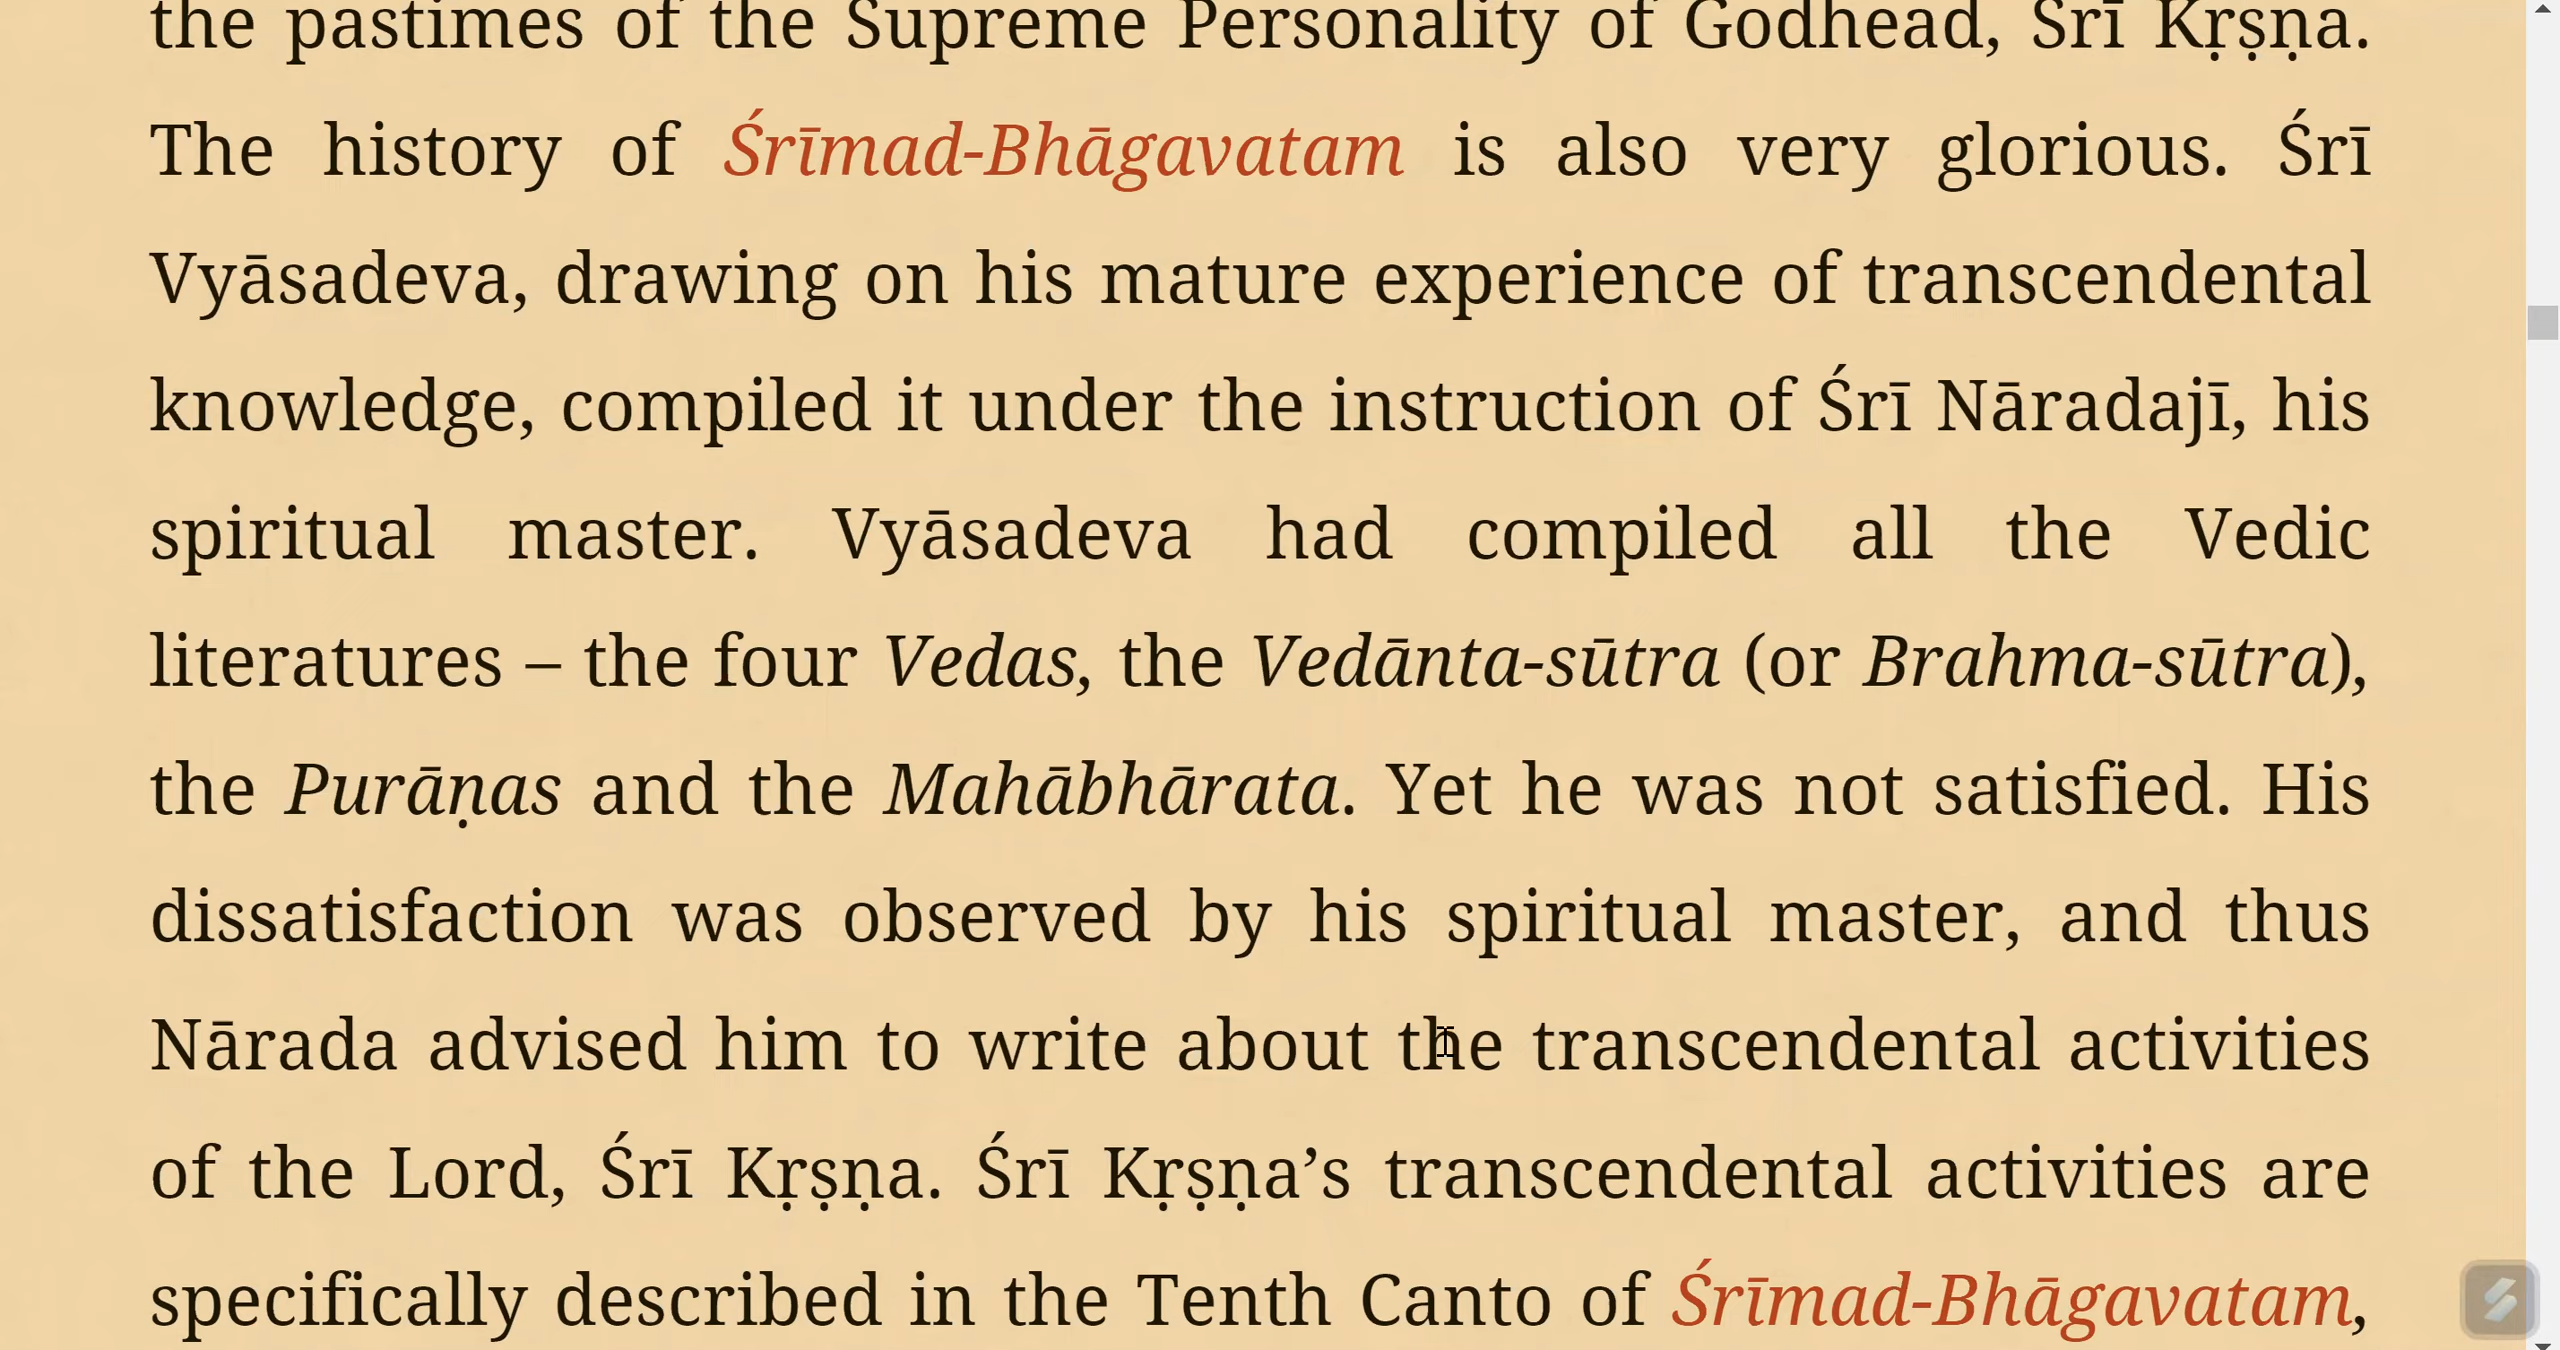 the pastimes of the Supreme Personality of Godhead, Śrī Kṛṣṇa.
The history of Śrīmad-Bhāgavatam is also very glorious. Śrī
Vyāsadeva, drawing on his mature experience of transcendental
knowledge, compiled it under the instruction of Śrī Nāradajī, his
spiritual master. Vyāsadeva had compiled all the Vedic
literatures – the four Vedas, the Vedānta-sūtra (or Brahma-sūtra),
the Purāṇas and the Mahābhārata. Yet he was not satisfied. His
dissatisfaction was observed by his spiritual master, and thus
Nārada advised him to write about the transcendental activities
of the Lord, Śrī Kṛṣṇa. Śrī Kṛṣṇa’s transcendental activities are
specifically described in the Tenth Canto of Śrīmad-Bhāgavatam,